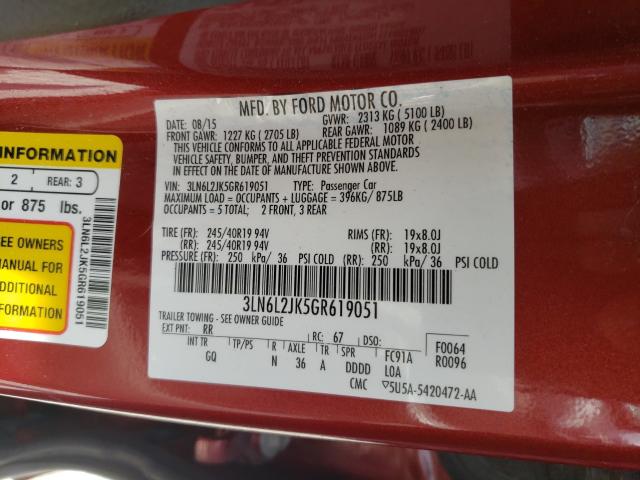 MFD. BY FORD MOTOR CO.
DATE: 08/15 GVWR: 2313 KG ( 5100 LB)
FRONT GAWR: 1227 KG ( 2705 LB) REAR GAWR: 1089 KG ( 2400 LB)
THIS VEHICLE CONFORMS TO ALL APPLICABLE FEDERAL MOTOR
VEHICLE SAFETY, BUMPER, AND THEFT PREVENTION STANDARDS
IN EFFECT ON THE DATE OF MANUFACTURE SHOWN ABOVE.
VIN: 3LN6L2JK5GR619051 TYPE: Passenger Car
MAXIMUM LOAD = OCCUPANTS + LUGGAGE = 396KG/ 875LB
OCCUPANTS = 5 TOTAL; 2 FRONT, 3 REAR
TIRE (FR): 245/40R19 94V RIMS (FR): 19x8.0J
(RR): 245/40R19 94V (RR): 19x8.0J
PRESSURE (FR): 250 kPa/ 36 PSI COLD (RR) 250 kPa/ 36 PSI COLD
3LN6L2JK5GR619051
TRAILER TOWING - SEE OWNER GUIDE
EXT PNT: RR RC: 67 DSO: F0064
INT TR TP/PS R AXLE TR SPR FC91A R0096
GQ N 36 A DDDD LOA
CMC 5U5A-5420472-AA
INFORMATION
2 REAR: 3
or 875 lbs.
SEE OWNERS
MANUAL FOR
ADDITIONAL
INFORMATION
3LN6L2JK5GR619051